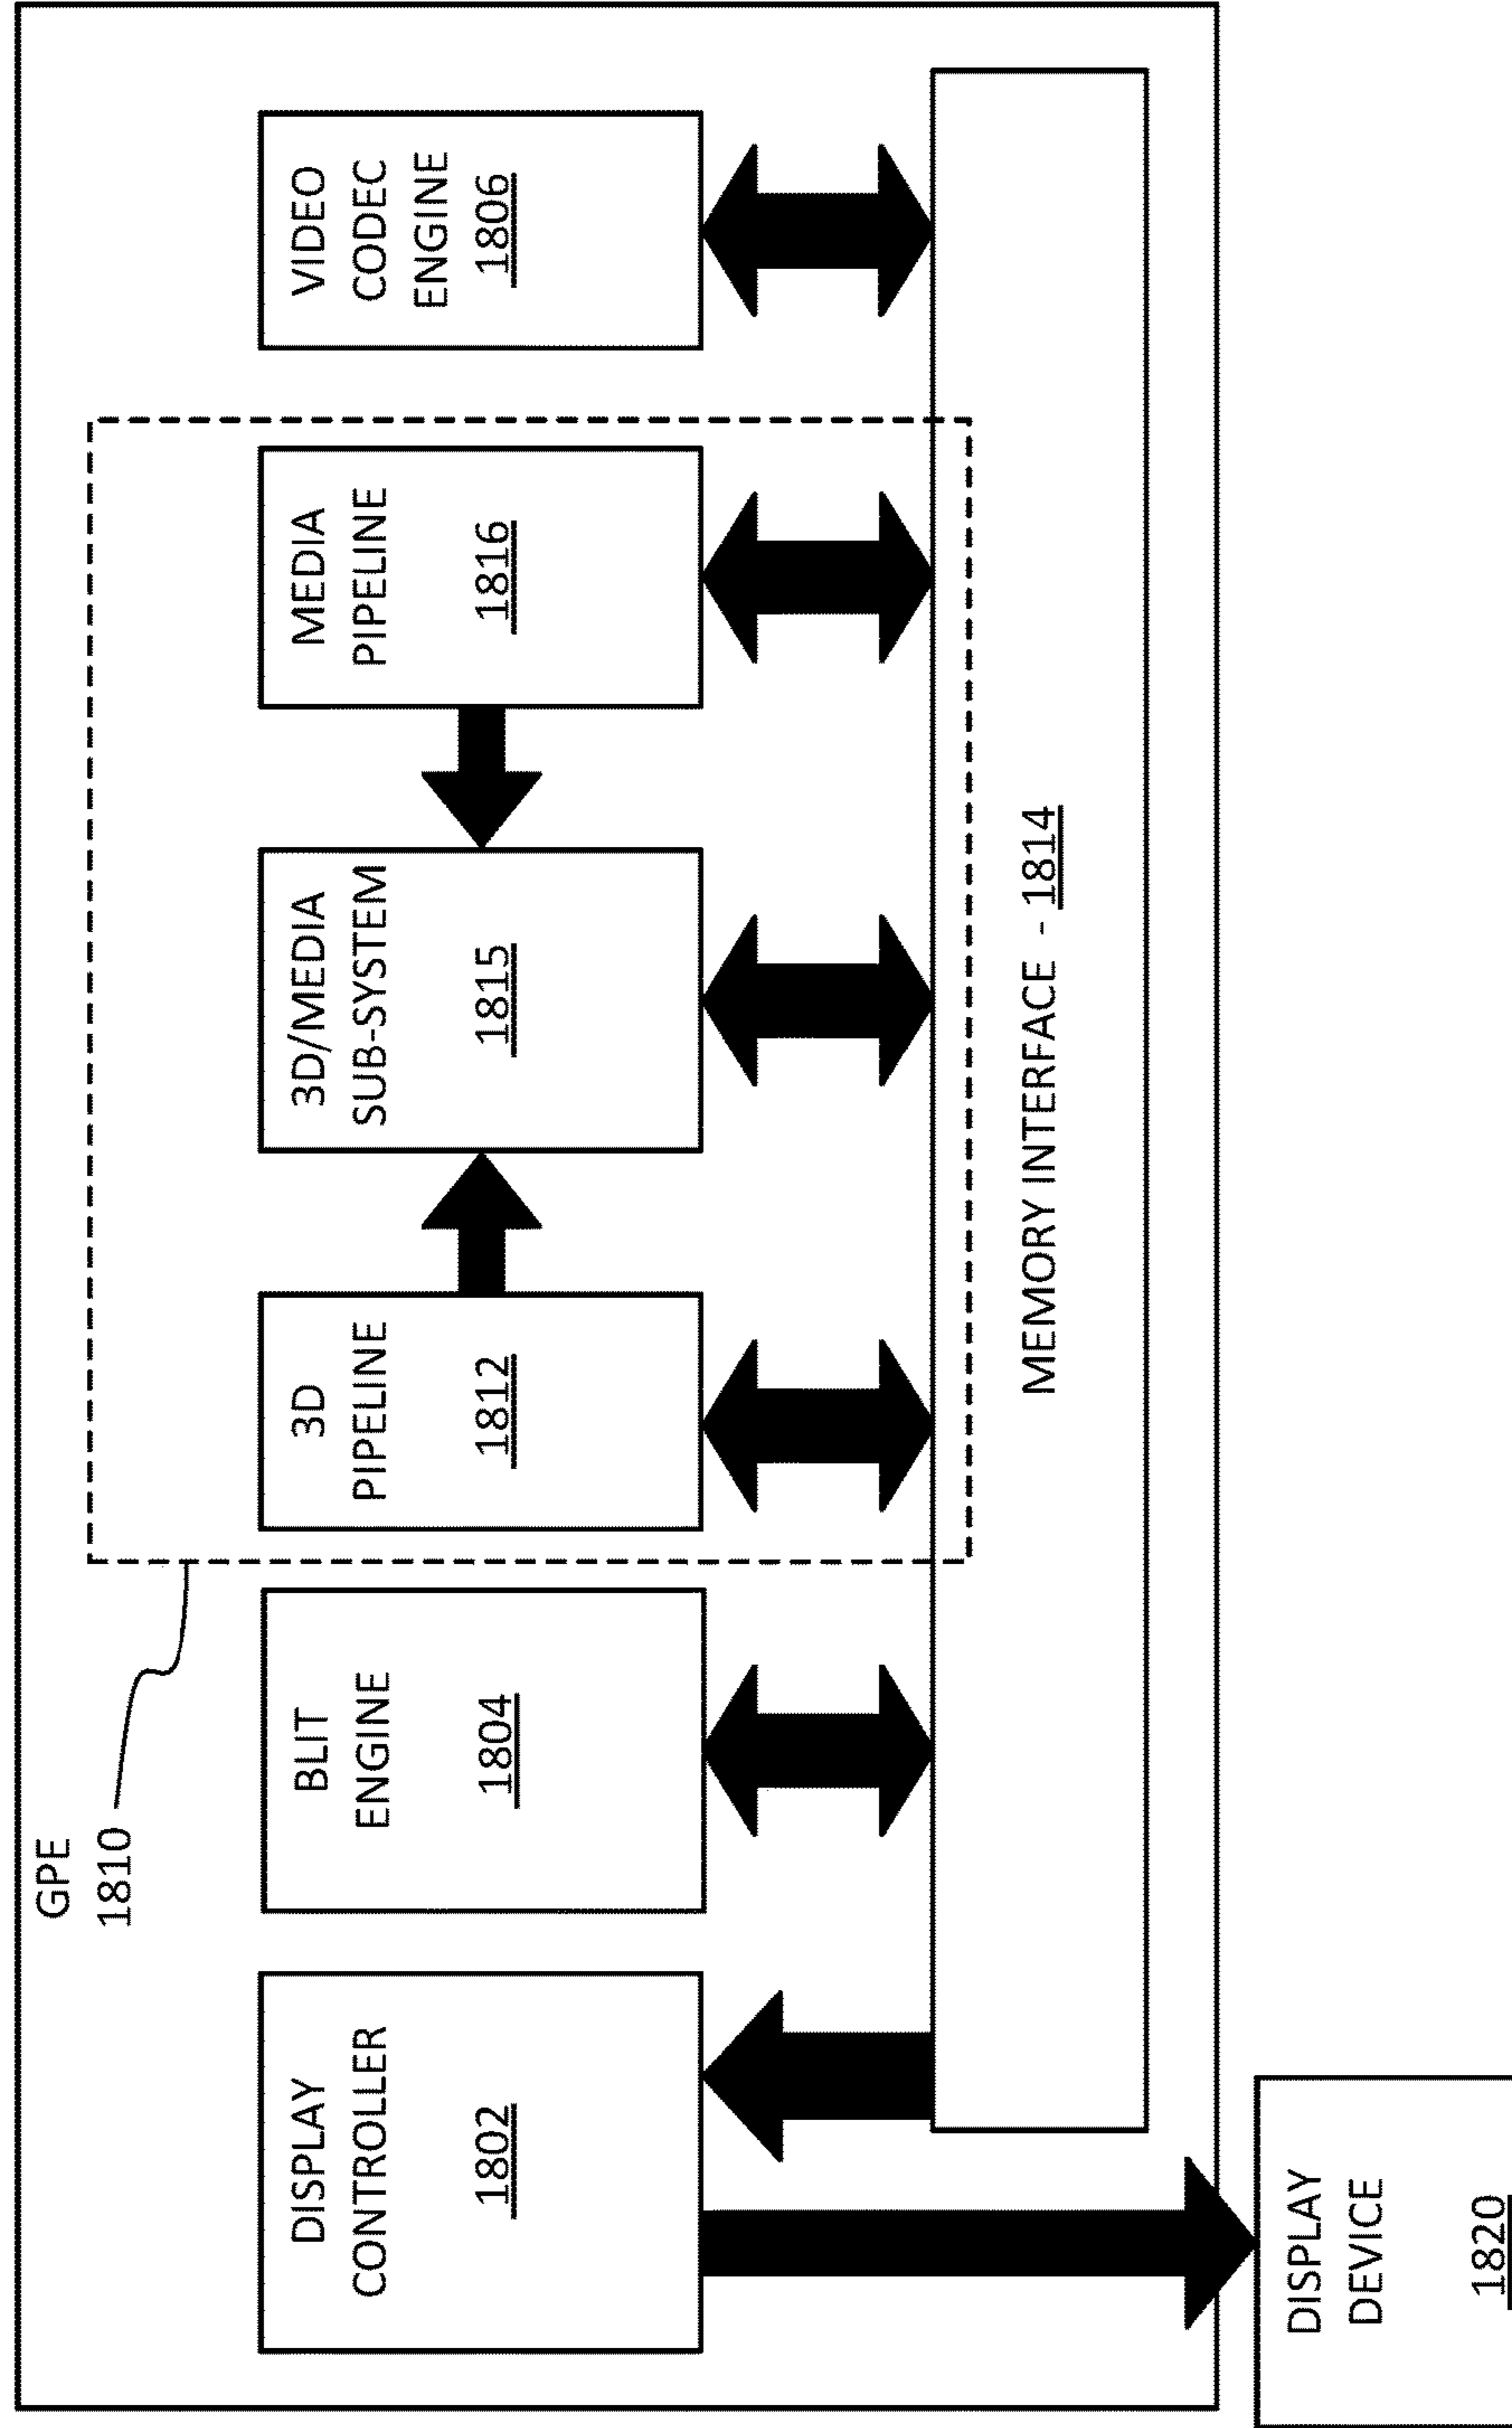 GPE
1810
DISPLAY
CONTROLLER
1802
BLIT
ENGINE
1804
3D
PIPELINE
1812
3D/MEDIA
SUB-SYSTEM
1815
MEDIA
PIPELINE
1816
VIDEO
CODEC
ENGINE
1806
MEMORY INTERFACE - 1814
DISPLAY
DEVICE
1820